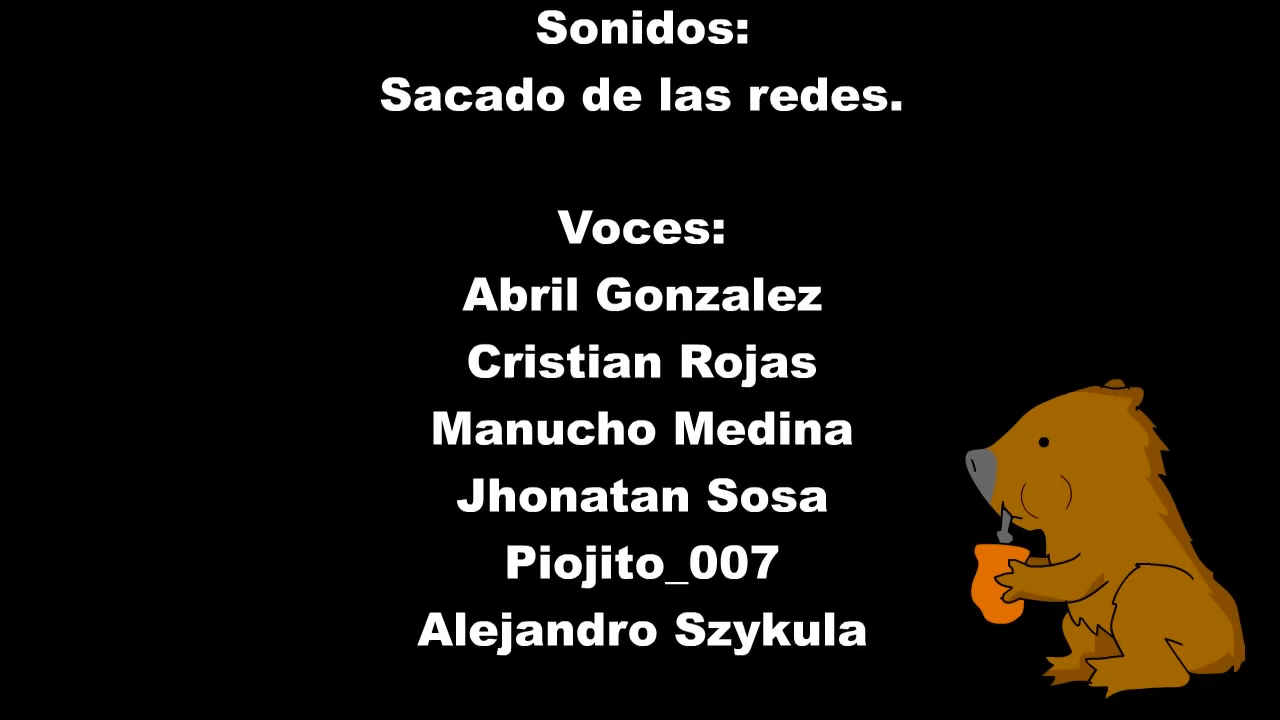 Sonidos:
Sacado de las redes.
Voces:
Abril Gonzalez
Cristian Rojas
Manucho Medina
Jhonatan Sosa
Piojito_007
Alejandro Szykula